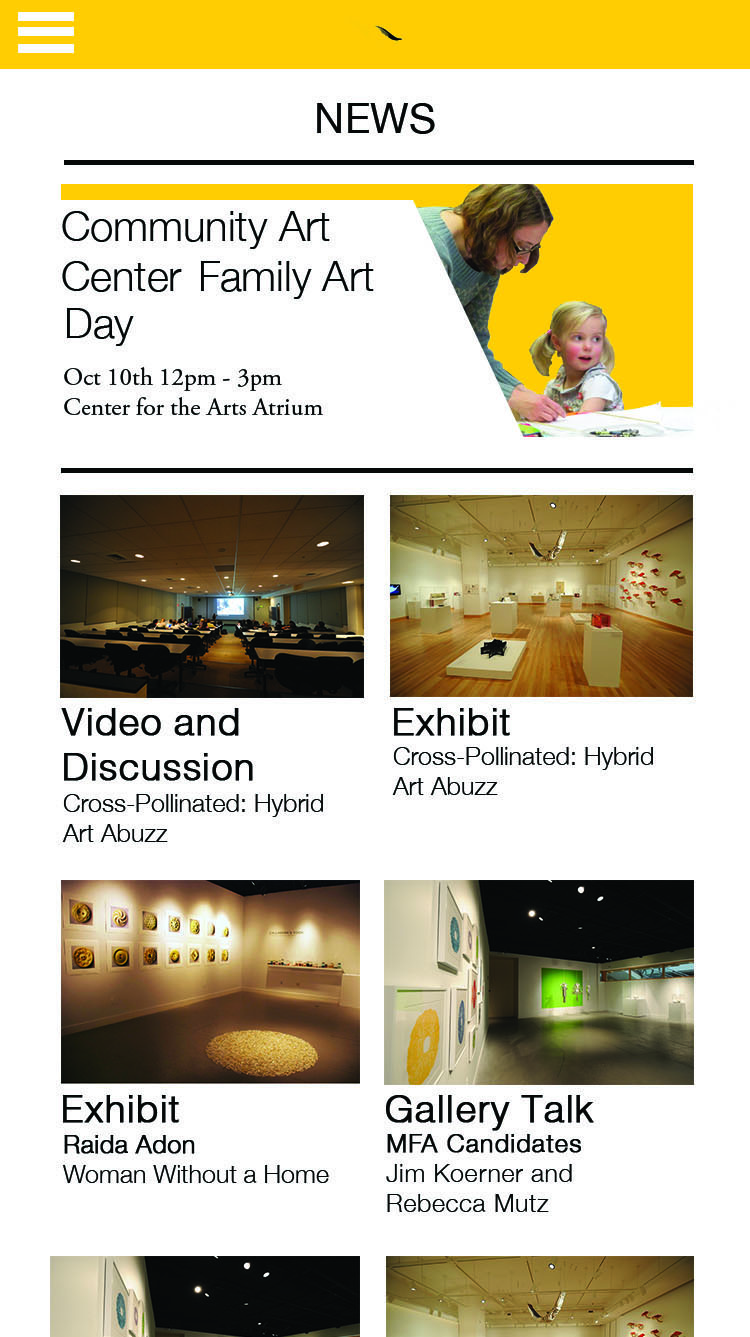 NEWS
Community Art
Center Family Art
Day
Oct 10th 12pm - 3pm
Center for the Arts Atrium
Video and
Discussion
Cross-Pollinated: Hybrid
Art Abuzz
Exhibit
Cross-Pollinated: Hybrid
Art Abuzz
Exhibit
Raida Adon
Woman Without a Home
Gallery Talk
MFA Candidates
Jim Koerner and
Rebecca Mutz